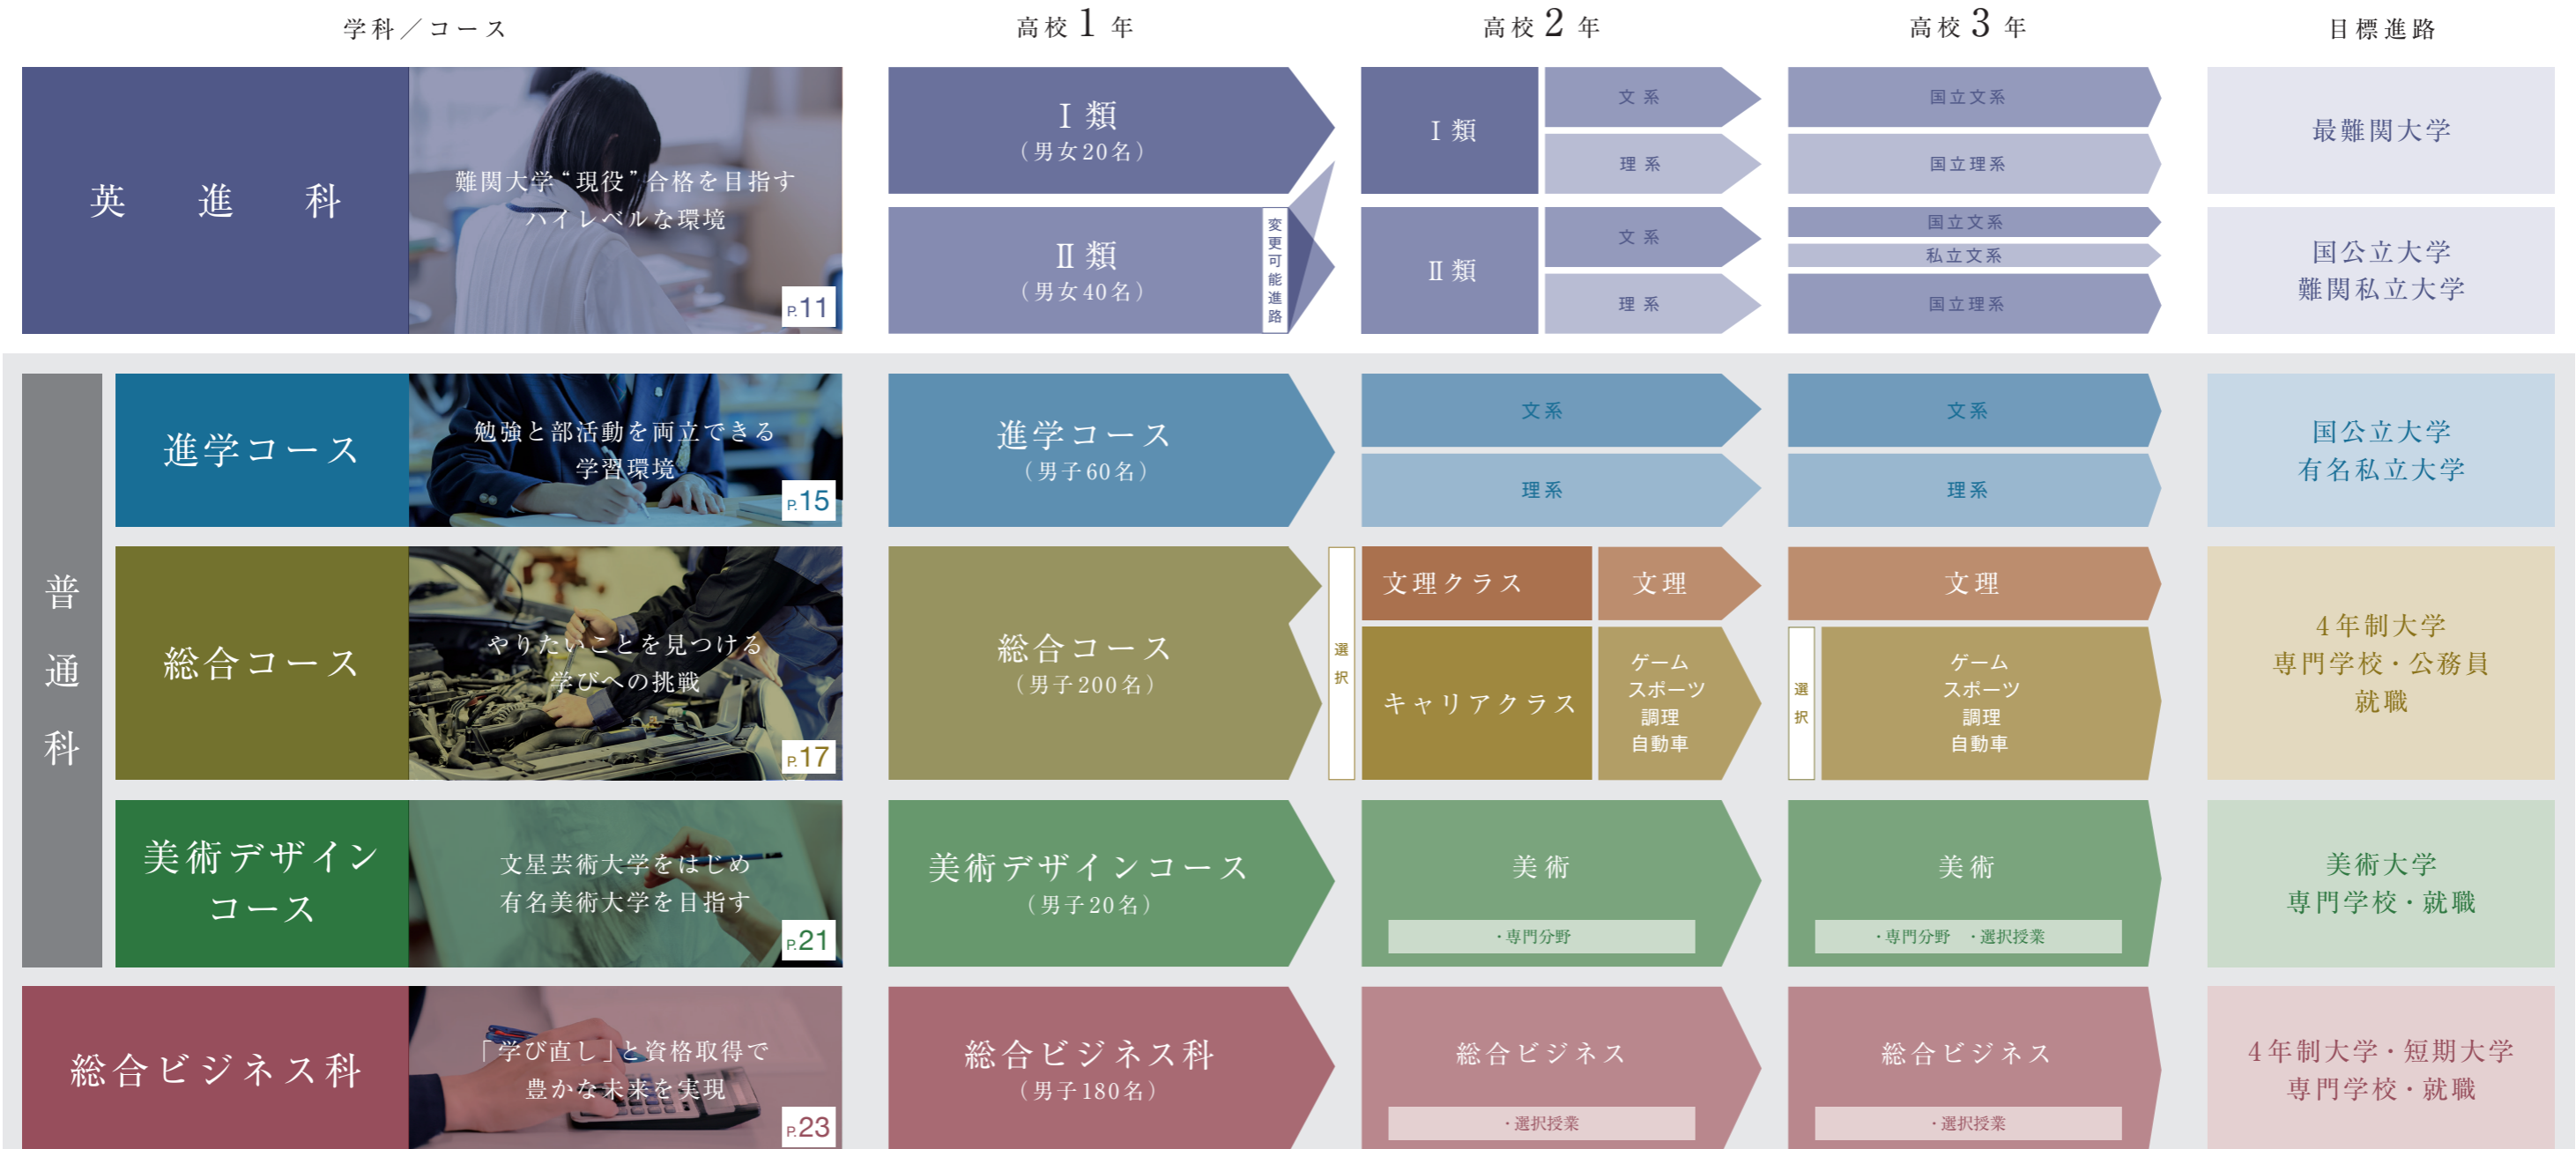 学科／コース
高校1年
高校2年
高校3年
目標進路
英進科
難関大学“現役”合格を目指す
ハイレベルな環境
P.11
Ⅰ類
（男女20名）
Ⅱ類
（男女40名）
変更可能進路
Ⅰ類
文系
理系
Ⅱ類
文系
理系
国立文系
国立理系
国立文系
私立文系
国立理系
最難関大学
国公立大学
難関私立大学
普通科
進学コース
勉強と部活動を両立できる
学習環境
P.15
進学コース
（男子60名）
文系
理系
文系
理系
国公立大学
有名私立大学
総合コース
やりたいことを見つける
学びへの挑戦
P.17
総合コース
（男子200名）
選択
文理クラス
文理
キャリアクラス
ゲーム
スポーツ
調理
自動車
文理
選択
ゲーム
スポーツ
調理
自動車
4年制大学
専門学校・公務員
就職
美術デザイン
コース
文星芸術大学をはじめ
有名美術大学を目指す
P.21
美術デザインコース
（男子20名）
美術
・専門分野
美術
・専門分野　・選択授業
美術大学
専門学校・就職
総合ビジネス科
「学び直し」と資格取得で
豊かな未来を実現
P.23
総合ビジネス科
（男子180名）
総合ビジネス
・選択授業
総合ビジネス
・選択授業
4年制大学・短期大学
専門学校・就職